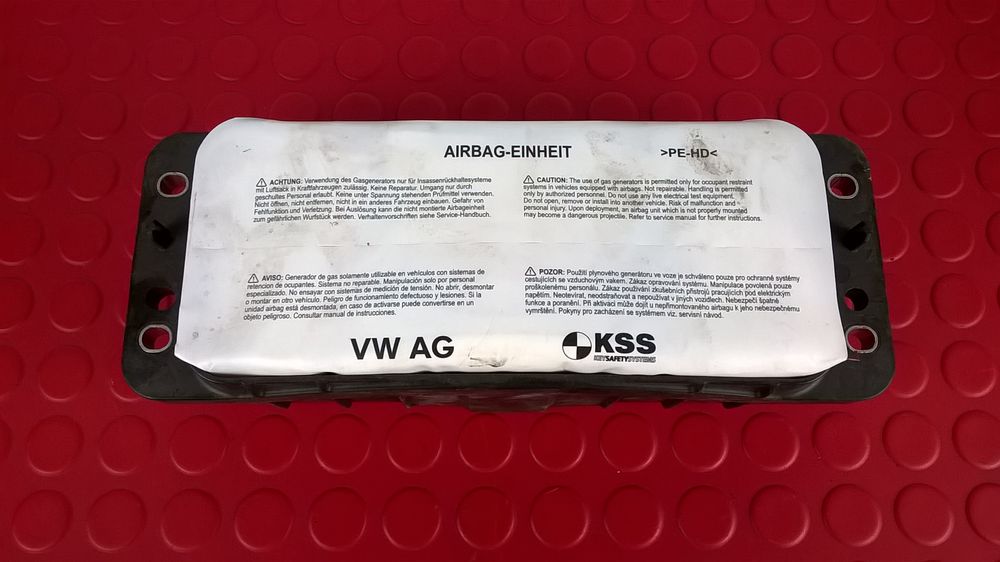 AIRBAG-EINHEIT >PE-HD<
ACHTUNG: Verwendung des Gasgenerators nur für Insassenrückhaltesysteme
mit Luftsack in Kraftfahrzeugen zulässig. Keine Reparatur. Umgang nur durch
geschultes Personal erlaubt. Keine unter Spannung stehenden Prüfmittel verwenden.
Nicht öffnen, nicht entfernen, nicht in ein anderes Fahrzeug einbauen. Gefahr von
Fehlfunktion und Verletzung. Bei Auslösung kann die nicht montierte Airbageinheit
zum gefährlichen Wurfstück werden. Verhaltenvorschriften siehe Service-Handbuch.
CAUTION: The use of gas generators is permitted only for occupant restraint
systems in vehicles equipped with airbags. Not repairable. Handling is permitted
only by authorized personnel. Do not use any live electrical test equipment.
Do not open, remove or install into another vehicle. Risk of malfunction and
personal injury. Upon deployment, an airbag unit which is not properly mounted
may become a dangerous projectile. Refer to service manual for further instructions.
AVISO: Generador de gas solamente utilizable en vehículos con sistemas de
retencion de ocupantes. Sistema no reparable. Manipulación solo por personal
especializado. No ensayar con sistemas de medición de tensión. No abrir, desmontar
o montar en otro vehículo. Peligro de funcionamiento defectuoso y lesiones. Si la
unidad airbag está desmontada, en caso de activarse puede convertirse en un
objeto peligroso. Consultar manual de instrucciones.
POZOR: Použití plynového generátoru ve voze je schváleno pouze pro ochranné systémy
cestujících se vzduchovým vakem. Zákaz opravování systému. Manipulace povolená pouze
proškolenému personálu. Zákaz používání zkušebních přístrojů pracujících pod elektrickým
napětím. Neotevírat, neodstraňovat a nepoužívat v jiných vozidlech. Nebezpečí špatné
funkce a poranění. Při aktivaci může dojít u nepřimontovaného airbagu k jeho nebezpečnému
vymrštění. Pokyny pro zacházení se systémem viz. servisní návod.
VW AG
KSS
KEYSAFETYSYSTEMS